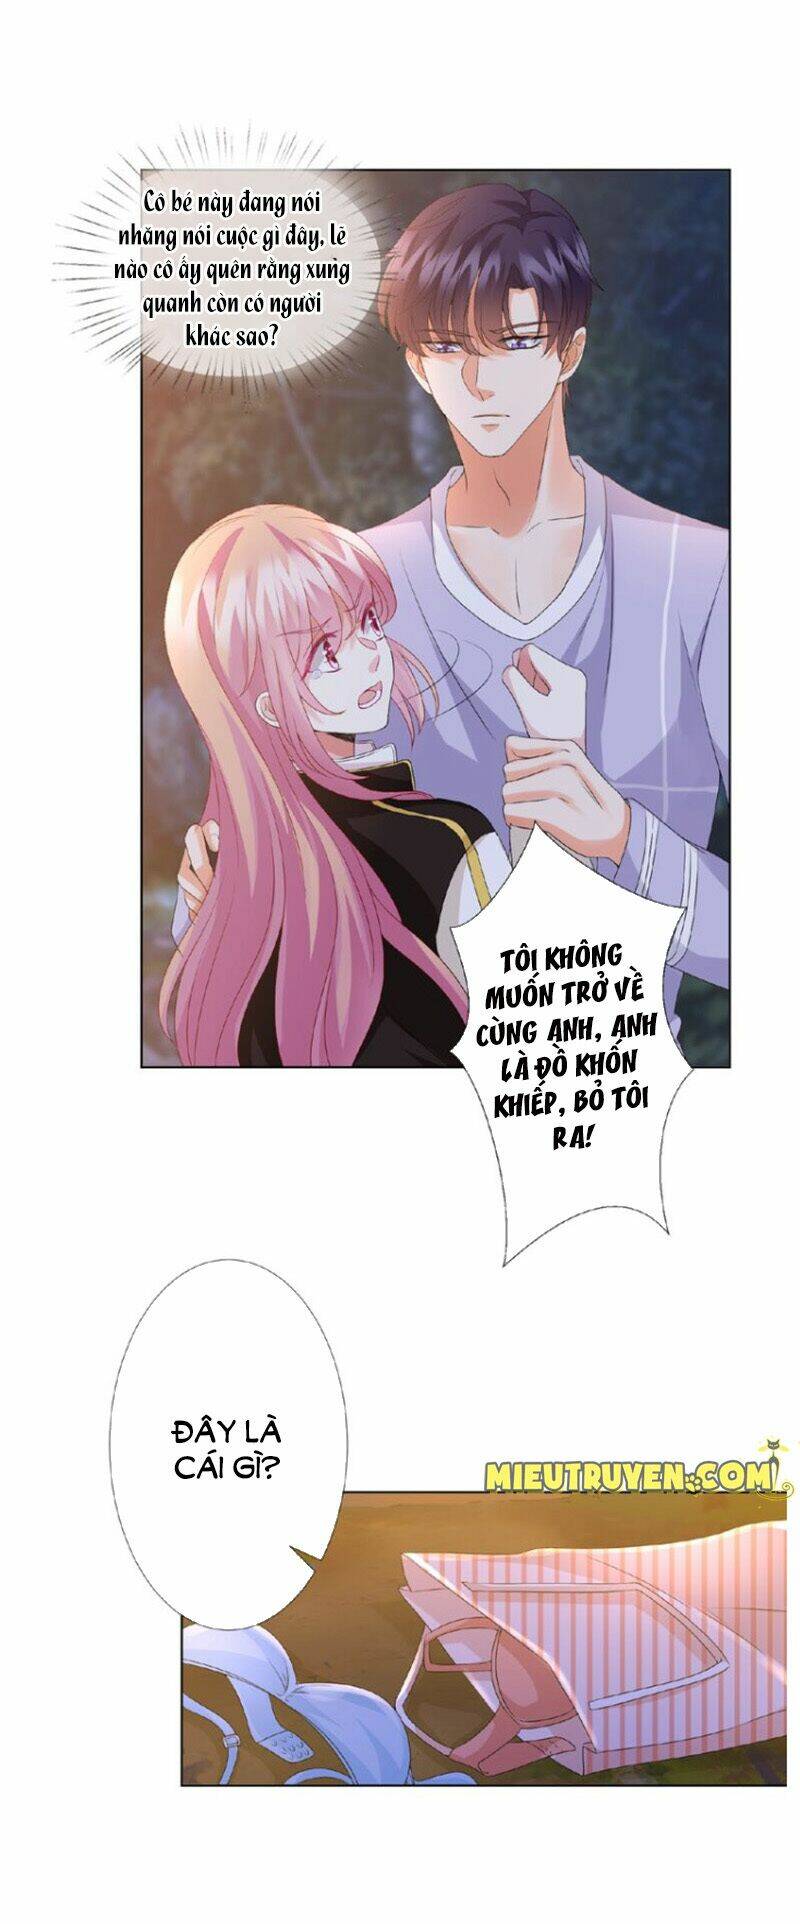 Cô bé này đang nói
nhăng nói cuộc gì đây, lẽ
nào cô ấy quên rằng xung
quanh còn có người
khác sao?
TÔI KHÔNG
MUỐN TRỞ VỀ
CÙNG ANH, ANH
LÀ ĐỒ KHỐN
KHIẾP, BỎ TÔI
RA!
ĐÂY LÀ
CÁI GÌ?
MIEUTRUYEN.COM